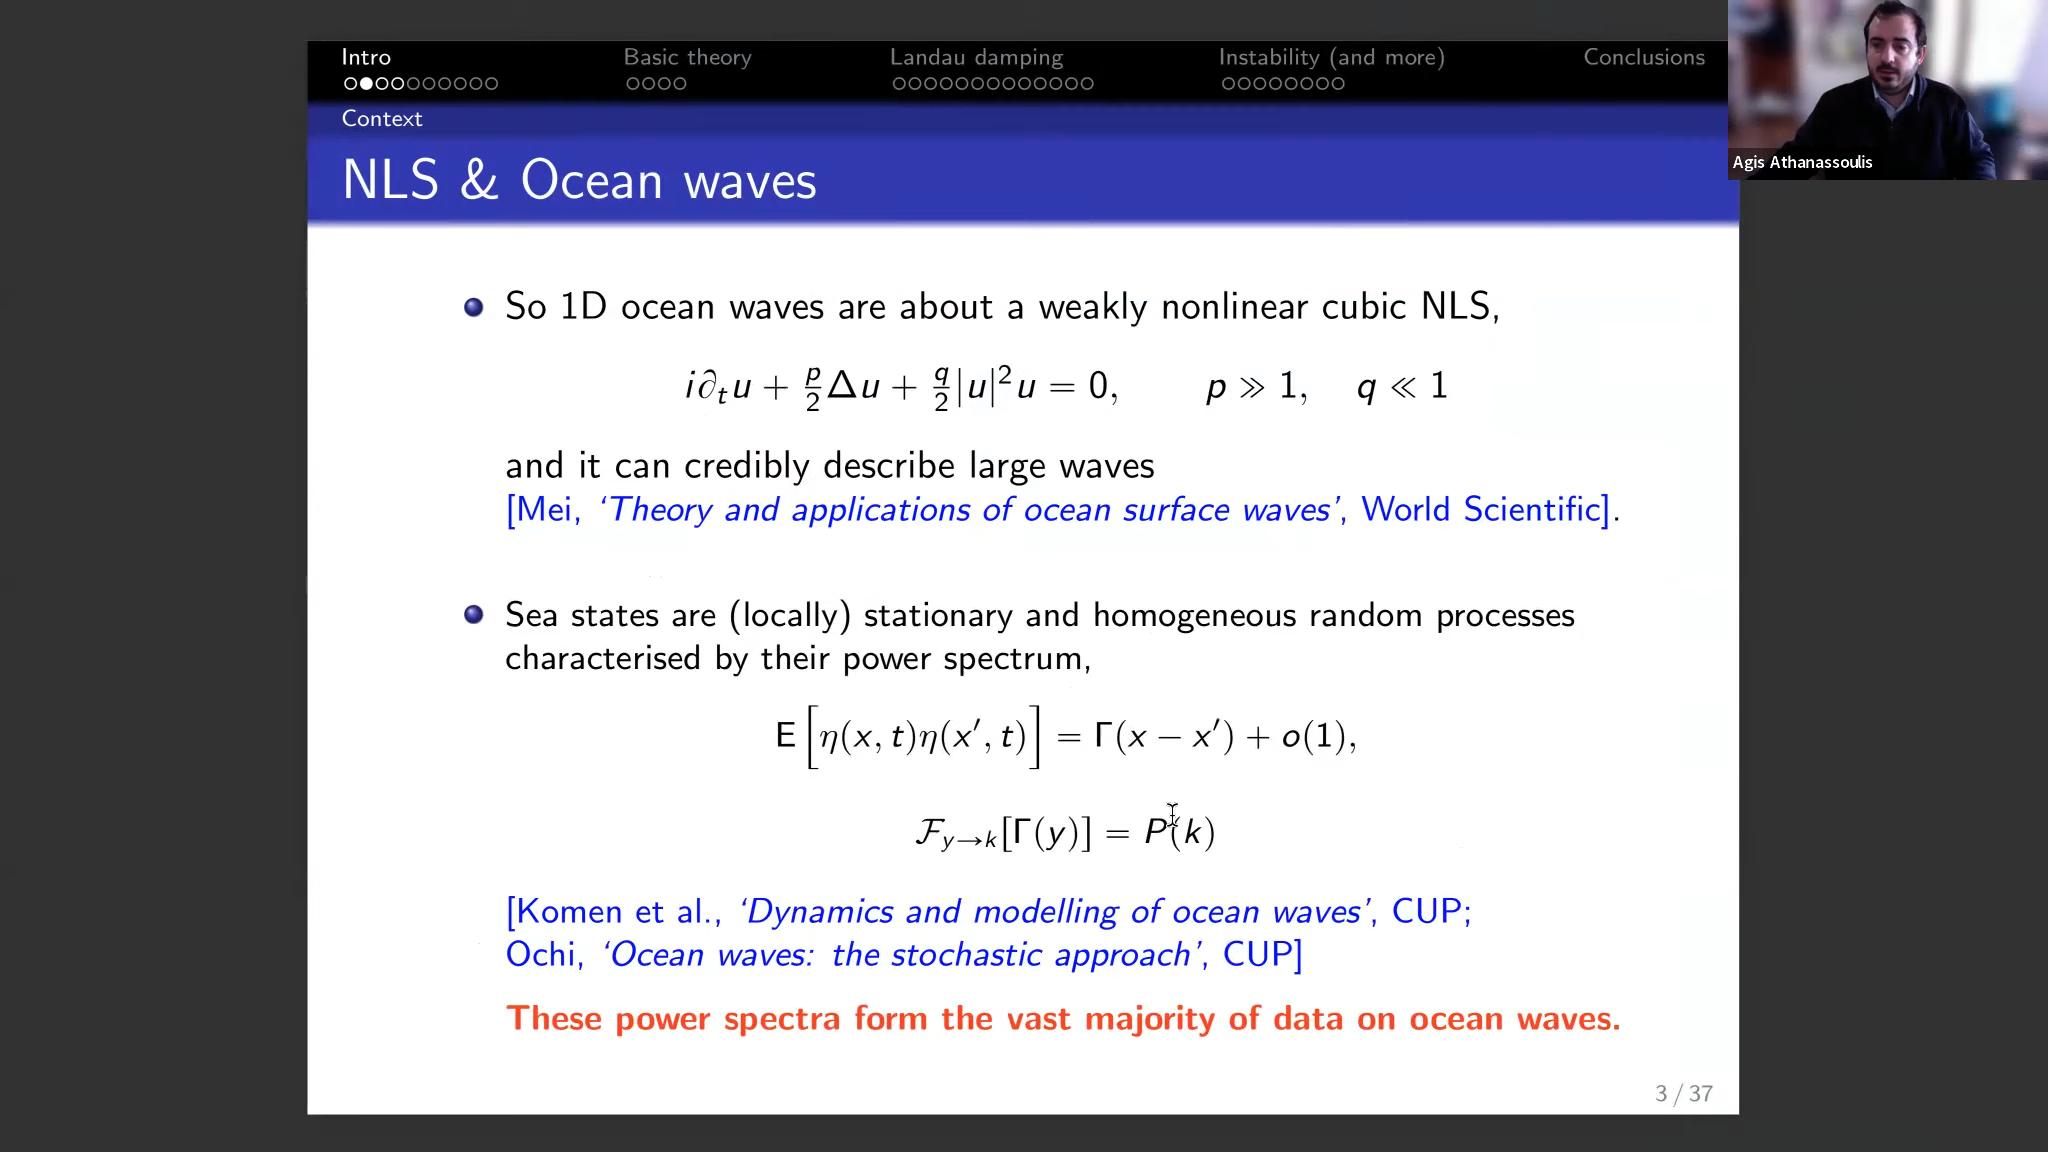 Intro Basic theory Landau damping Instability (and more) Conclusions
Context
NLS & Ocean waves
Agis Athanassoulis
So 1D ocean waves are about a weakly nonlinear cubic NLS,
i∂ₜu + p/2 Δu + q/2 |u|²u = 0, p ≫ 1, q ≪ 1
and it can credibly describe large waves
[Mei, ‘Theory and applications of ocean surface waves’, World Scientific].
Sea states are (locally) stationary and homogeneous random processes
characterised by their power spectrum,
E[η(x, t)η(x′, t)] = Γ(x − x′) + o(1),
ℱ_{y→k}[Γ(y)] = P(k)
[Komen et al., ‘Dynamics and modelling of ocean waves’, CUP;
Ochi, ‘Ocean waves: the stochastic approach’, CUP]
These power spectra form the vast majority of data on ocean waves.
3 / 37